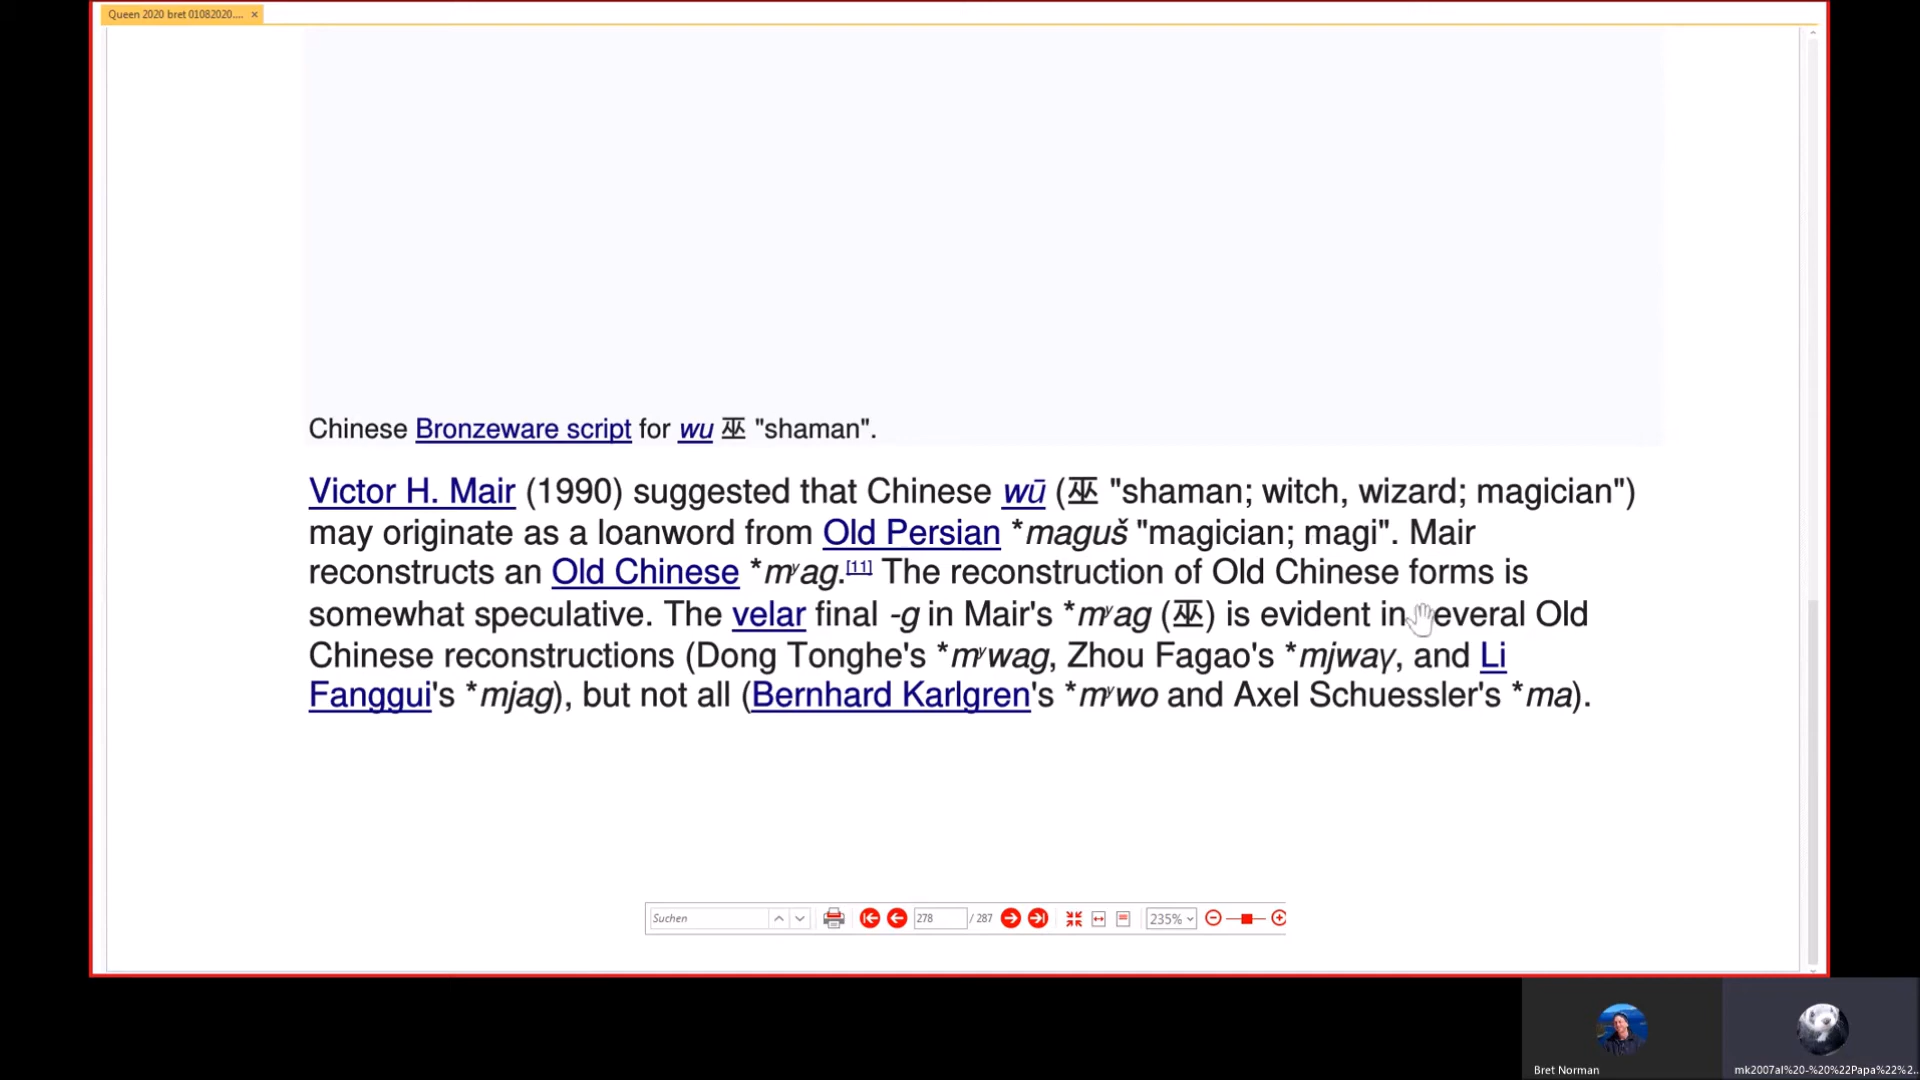 Queen 2020 bret 01082020....
Chinese Bronzeware script for wu 巫 "shaman".
Victor H. Mair (1990) suggested that Chinese wū (巫 "shaman; witch, wizard; magician")
may originate as a loanword from Old Persian *maguš "magician; magi". Mair
reconstructs an Old Chinese *mʸag.[11] The reconstruction of Old Chinese forms is
somewhat speculative. The velar final -g in Mair's *mʸag (巫) is evident in several Old
Chinese reconstructions (Dong Tonghe's *mʸwag, Zhou Fagao's *mjwaγ, and Li
Fanggui's *mjag), but not all (Bernhard Karlgren's *mʸwo and Axel Schuessler's *ma).
Suchen 278 / 287 235%
Bret Norman mk2007al%20-%20%22Papa%22%2...